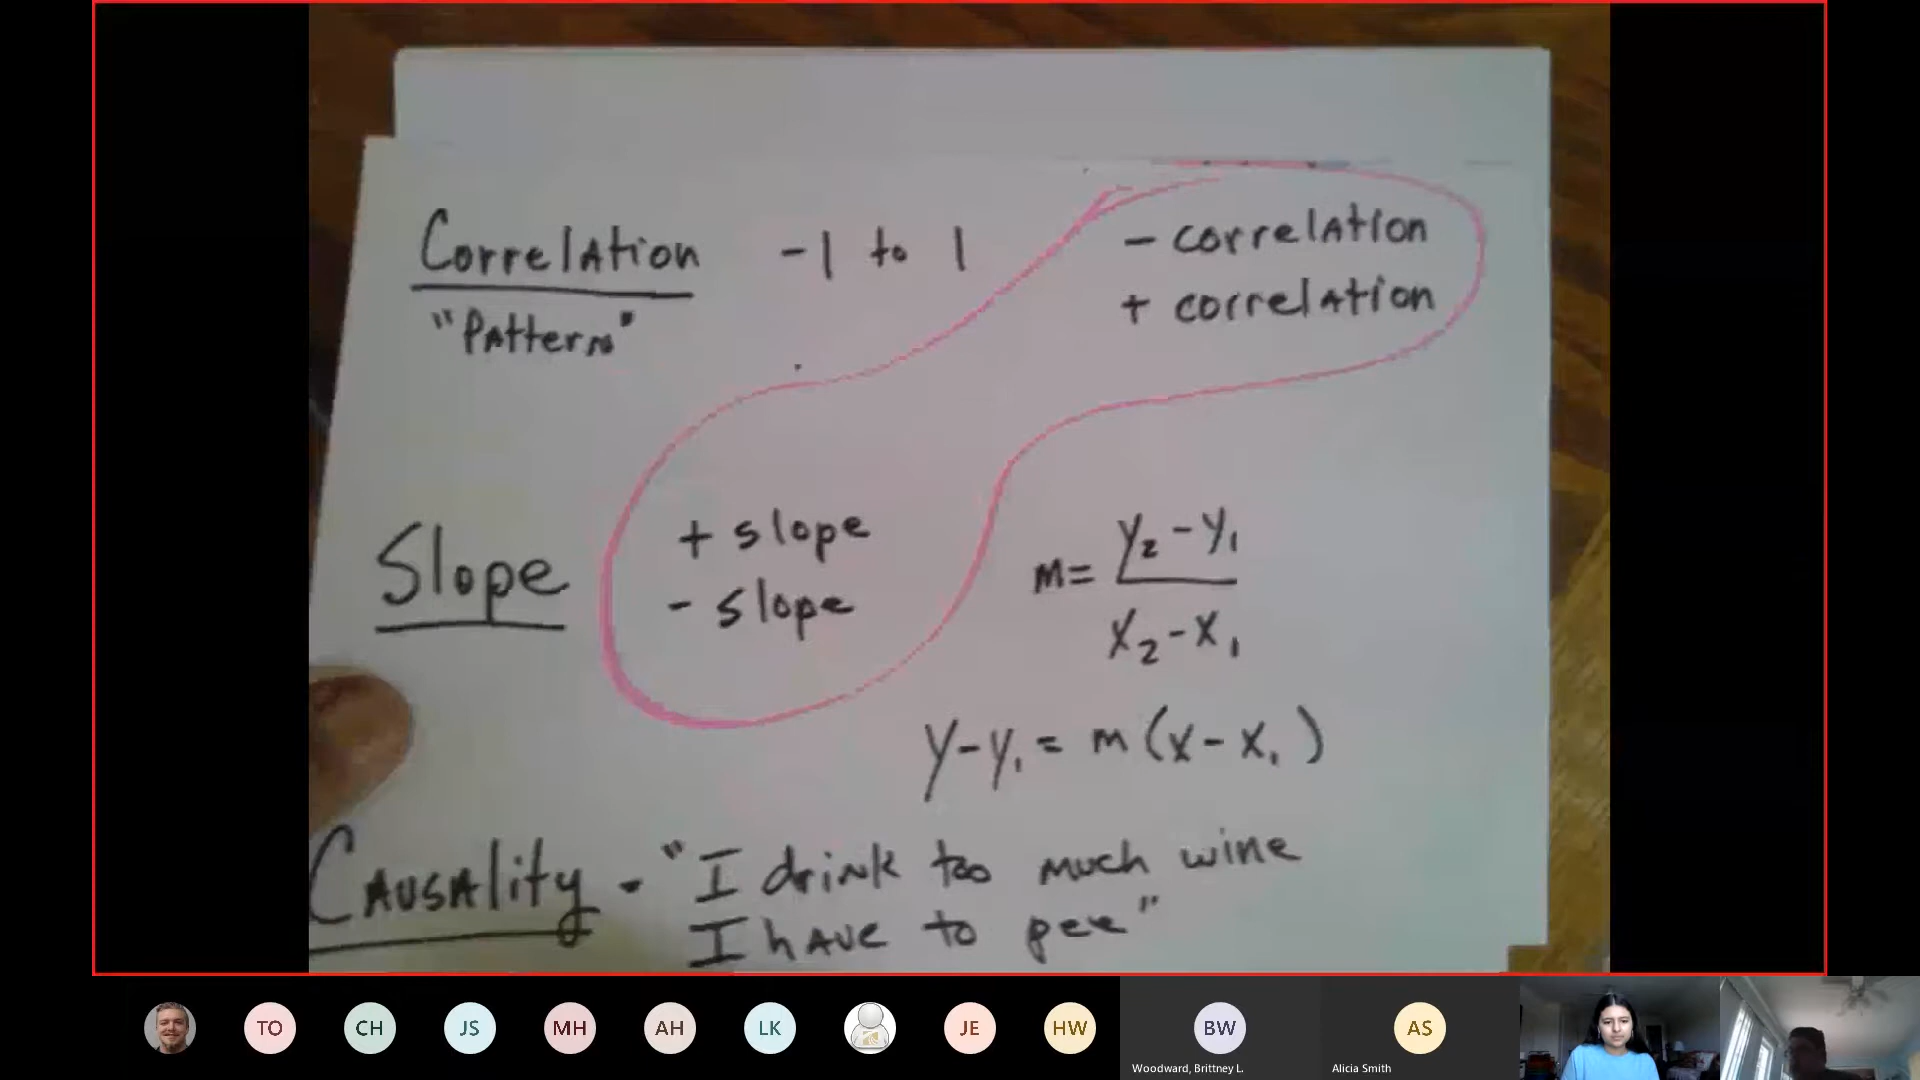 Correlation -1 to 1
"Pattern"
- correlation
+ correlation
Slope
+ slope
- slope
m= y2 - y1
x2 - x1
y-y1 = m(x-x1)
Causality - "I drink too much wine
I have to pee"
TO CH JS MH AH LK JE HW BW AS
Woodward, Brittney L. Alicia Smith